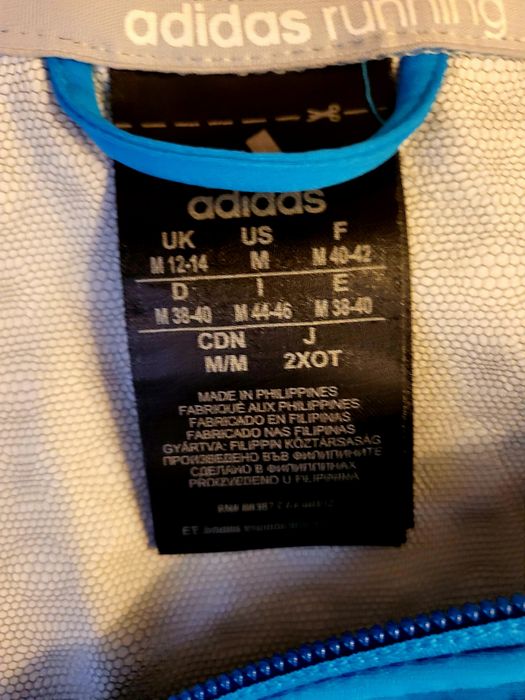 adidas running
adidas
UK US F
M 12-14 M M 40-42
D I E
M 38-40 M 44-46 M 38-40
CDN J
M/M 2XOT
MADE IN PHILIPPINES
FABRIQUÉ AUX PHILIPPINES
FABRICADO EN FILIPINAS
FABRICADO NAS FILIPINAS
GYÁRTVA: FILIPPIN KÖZTÁRSASÁG
ПРОИЗВЕДЕНО ВЪВ ФИЛИПИНИТЕ
СДЕЛАНО В ФИЛИППИНАХ
PROIZVEDENO U FILIPINIMA